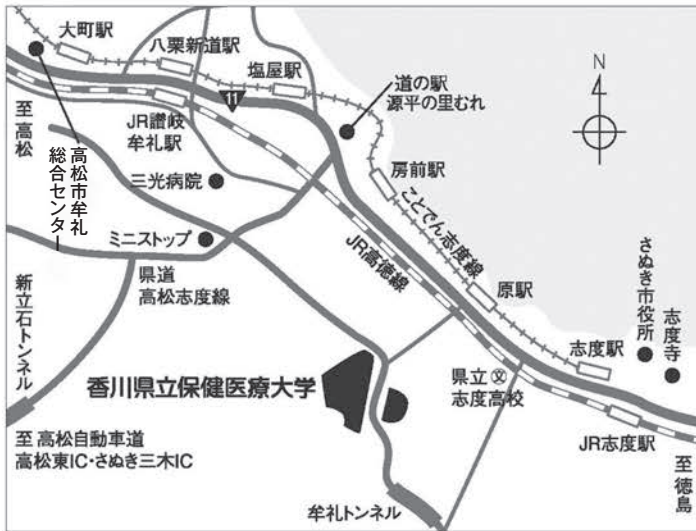 大町駅
八栗新道駅
塩屋駅
道の駅
源平の里むれ
N
11
至高松
JR讃岐
牟礼駅
高松市牟礼
総合センター
三光病院
房前駅
ことでん志度線
ミニストップ
JR高徳線
県道
高松志度線
原駅
さぬき市役所
志度寺
新立石トンネル
志度駅
香川県立保健医療大学
県立文
志度高校
至 高松自動車道
高松東IC・さぬき三木IC
JR志度駅
至徳島
牟礼トンネル